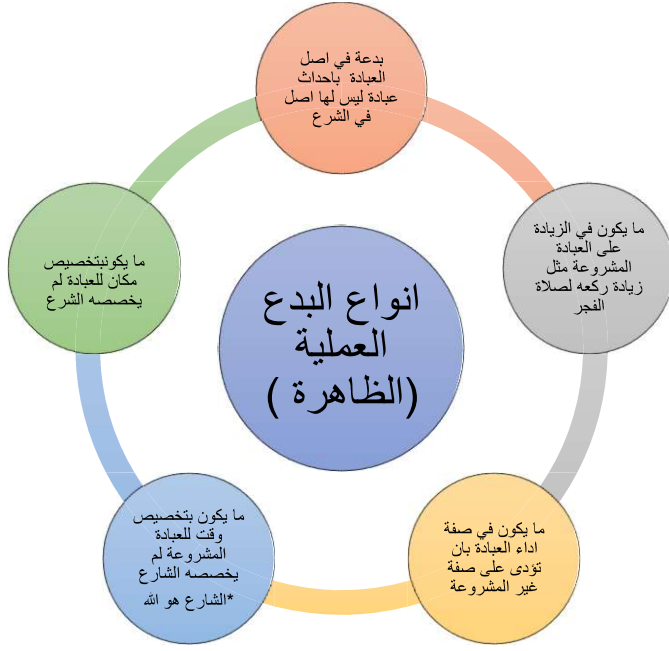 انواع البدع
العملية
(الظاهرة )
بدعة في اصل
العبادة باحداث
عبادة ليس لها اصل
في الشرع
ما يكون في الزيادة
على العبادة
المشروعة مثل
زيادة ركعه لصلاة
الفجر
ما يكون في صفة
اداء العبادة بان
تؤدى على صفة
غير المشروعة
ما يكون بتخصيص
وقت للعبادة
المشروعة لم
يخصصه الشارع
*الشارع هو الله
ما يكونبتخصيص
مكان للعبادة لم
يخصصه الشرع